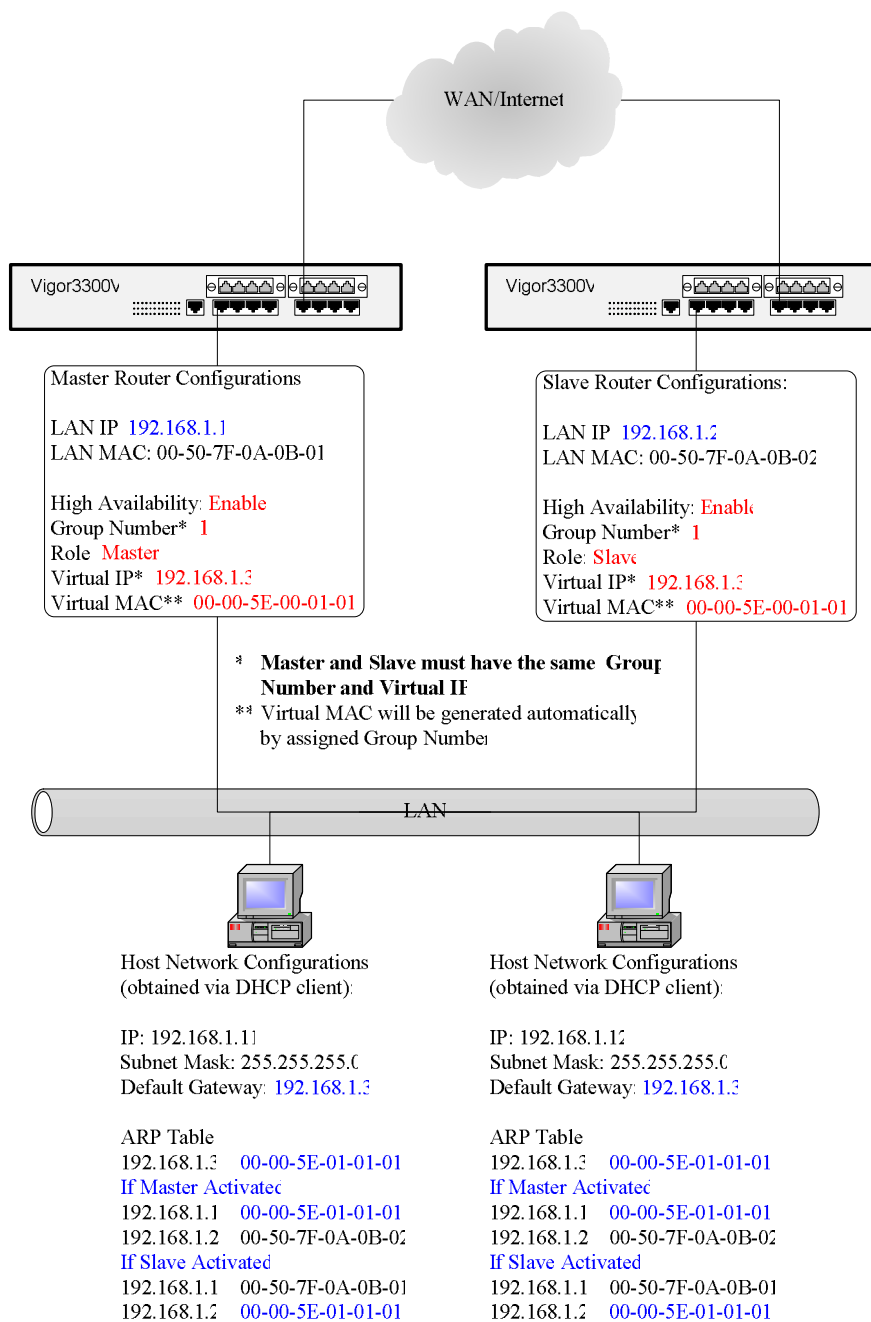 WAN/Internet
Vigor3300V
Vigor3300V
Master Router Configurations
LAN IP 192.168.1.1
LAN MAC: 00-50-7F-0A-0B-01
High Availability: Enable
Group Number* 1
Role Master
Virtual IP* 192.168.1.3
Virtual MAC** 00-00-5E-00-01-01
Slave Router Configurations:
LAN IP 192.168.1.2
LAN MAC: 00-50-7F-0A-0B-02
High Availability: Enable
Group Number* 1
Role: Slave
Virtual IP* 192.168.1.3
Virtual MAC** 00-00-5E-00-01-01
* Master and Slave must have the same Group
Number and Virtual IP
** Virtual MAC will be generated automatically
by assigned Group Number
LAN
Host Network Configurations
(obtained via DHCP client):
IP: 192.168.1.11
Subnet Mask: 255.255.255.0
Default Gateway: 192.168.1.3
ARP Table
192.168.1.3 00-00-5E-01-01-01
If Master Activated
192.168.1.1 00-00-5E-01-01-01
192.168.1.2 00-50-7F-0A-0B-02
If Slave Activated
192.168.1.1 00-50-7F-0A-0B-01
192.168.1.2 00-00-5E-01-01-01
Host Network Configurations
(obtained via DHCP client):
IP: 192.168.1.12
Subnet Mask: 255.255.255.0
Default Gateway: 192.168.1.3
ARP Table
192.168.1.3 00-00-5E-01-01-01
If Master Activated
192.168.1.1 00-00-5E-01-01-01
192.168.1.2 00-50-7F-0A-0B-02
If Slave Activated
192.168.1.1 00-50-7F-0A-0B-01
192.168.1.2 00-00-5E-01-01-01